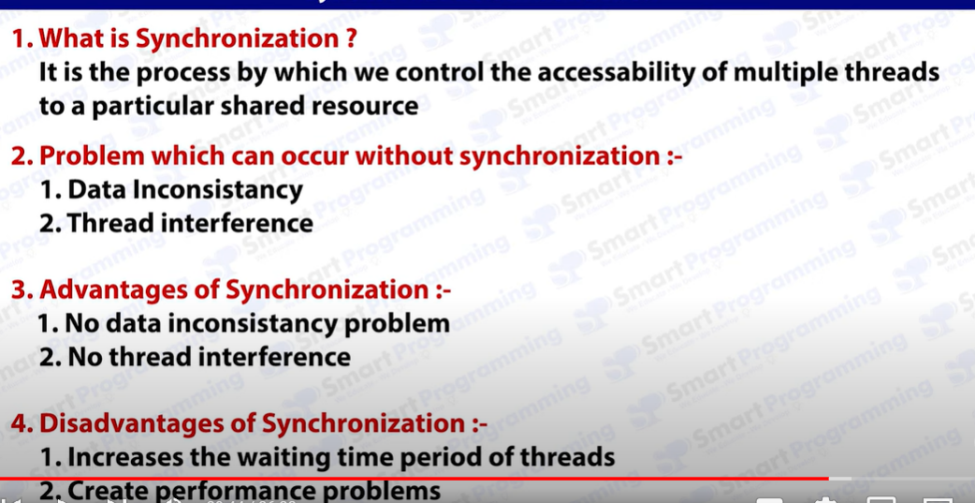 1. What is Synchronization ?
It is the process by which we control the accessability of multiple threads
to a particular shared resource
2. Problem which can occur without synchronization :-
1. Data Inconsistancy
2. Thread interference
3. Advantages of Synchronization :-
1. No data inconsistancy problem
2. No thread interference
4. Disadvantages of Synchronization :-
1. Increases the waiting time period of threads
2. Create performance problems
Smart Programming